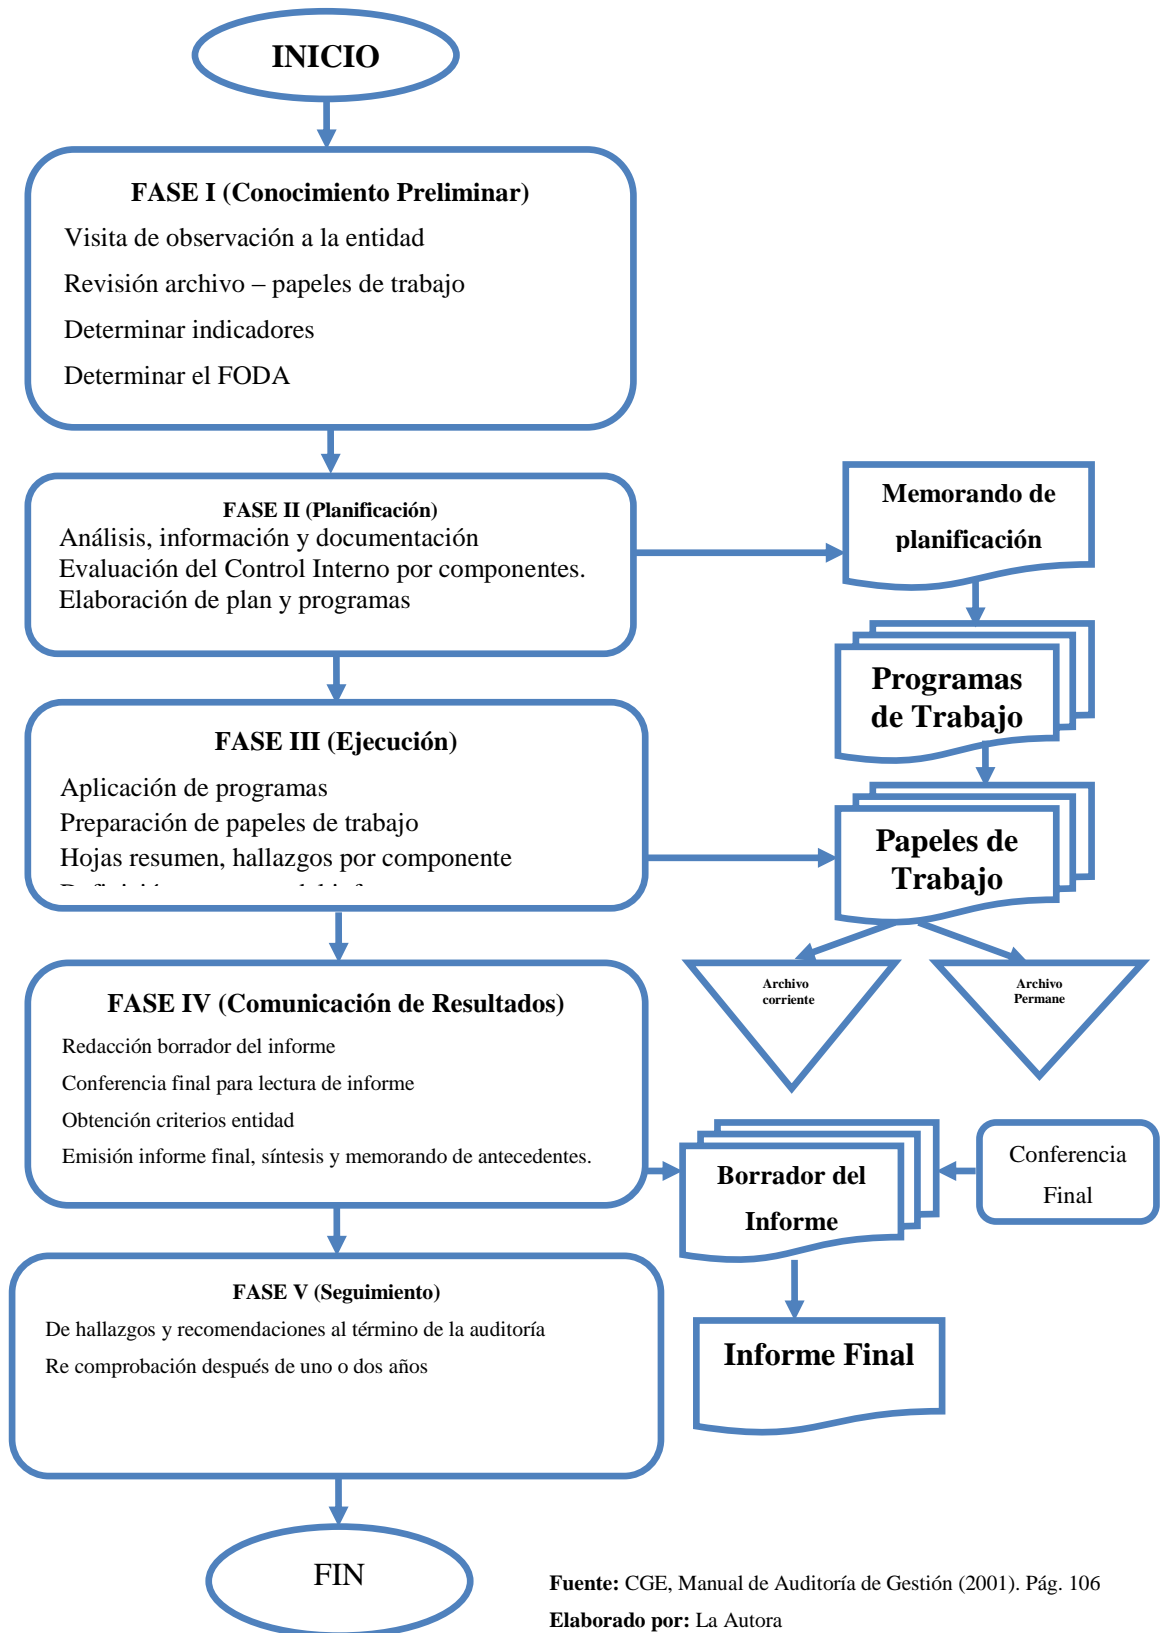 INICIO
FASE I (Conocimiento Preliminar)
Visita de observación a la entidad
Revisión archivo – papeles de trabajo
Determinar indicadores
Determinar el FODA
FASE II (Planificación)
Análisis, información y documentación
Evaluación del Control Interno por componentes.
Elaboración de plan y programas
Memorando de
planificación
Programas
de Trabajo
FASE III (Ejecución)
Aplicación de programas
Preparación de papeles de trabajo
Hojas resumen, hallazgos por componente
Papeles de
Trabajo
Archivo
corriente
Archivo
Permane
FASE IV (Comunicación de Resultados)
Redacción borrador del informe
Conferencia final para lectura de informe
Obtención criterios entidad
Emisión informe final, síntesis y memorando de antecedentes.
Borrador del
Informe
Conferencia
Final
FASE V (Seguimiento)
De hallazgos y recomendaciones al término de la auditoría
Re comprobación después de uno o dos años
Informe Final
FIN
Fuente: CGE, Manual de Auditoría de Gestión (2001). Pág. 106
Elaborado por: La Autora